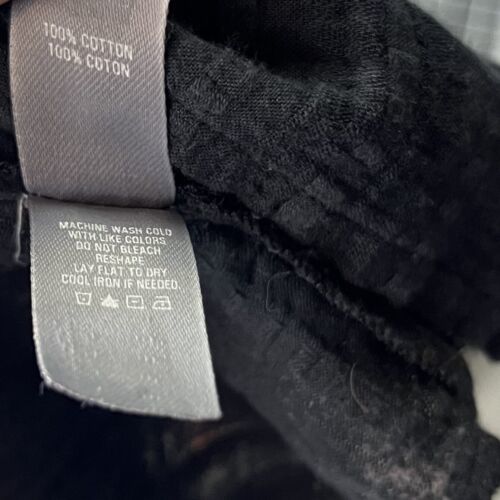 100% COTTON
100% COTON
MACHINE WASH COLD
WITH LIKE COLORS
DO NOT BLEACH
RESHAPE
LAY FLAT TO DRY
COOL IRON IF NEEDED.